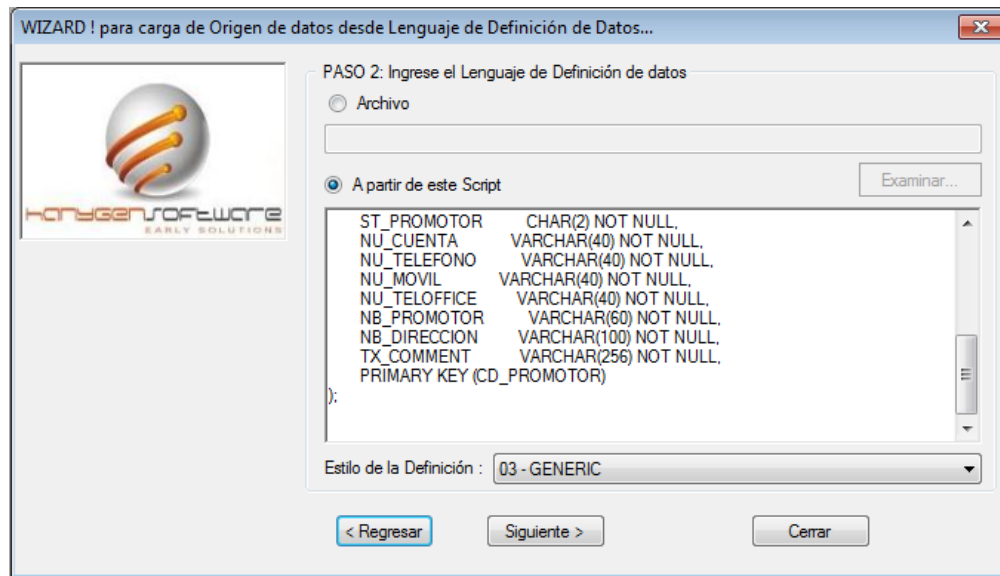 WIZARD ! para carga de Origen de datos desde Lenguaje de Definición de Datos...
PASO 2: Ingrese el Lenguaje de Definición de datos
Archivo
HarygenSoftware
EARLY SOLUTIONS
A partir de este Script
Examinar...
ST_PROMOTOR CHAR(2) NOT NULL,
NU_CUENTA VARCHAR(40) NOT NULL,
NU_TELEFONO VARCHAR(40) NOT NULL,
NU_MOVIL VARCHAR(40) NOT NULL,
NU_TELOFFICE VARCHAR(40) NOT NULL,
NB_PROMOTOR VARCHAR(60) NOT NULL,
NB_DIRECCION VARCHAR(100) NOT NULL,
TX_COMMENT VARCHAR(256) NOT NULL,
PRIMARY KEY (CD_PROMOTOR)
);
Estilo de la Definición : 03 - GENERIC
< Regresar
Siguiente >
Cerrar